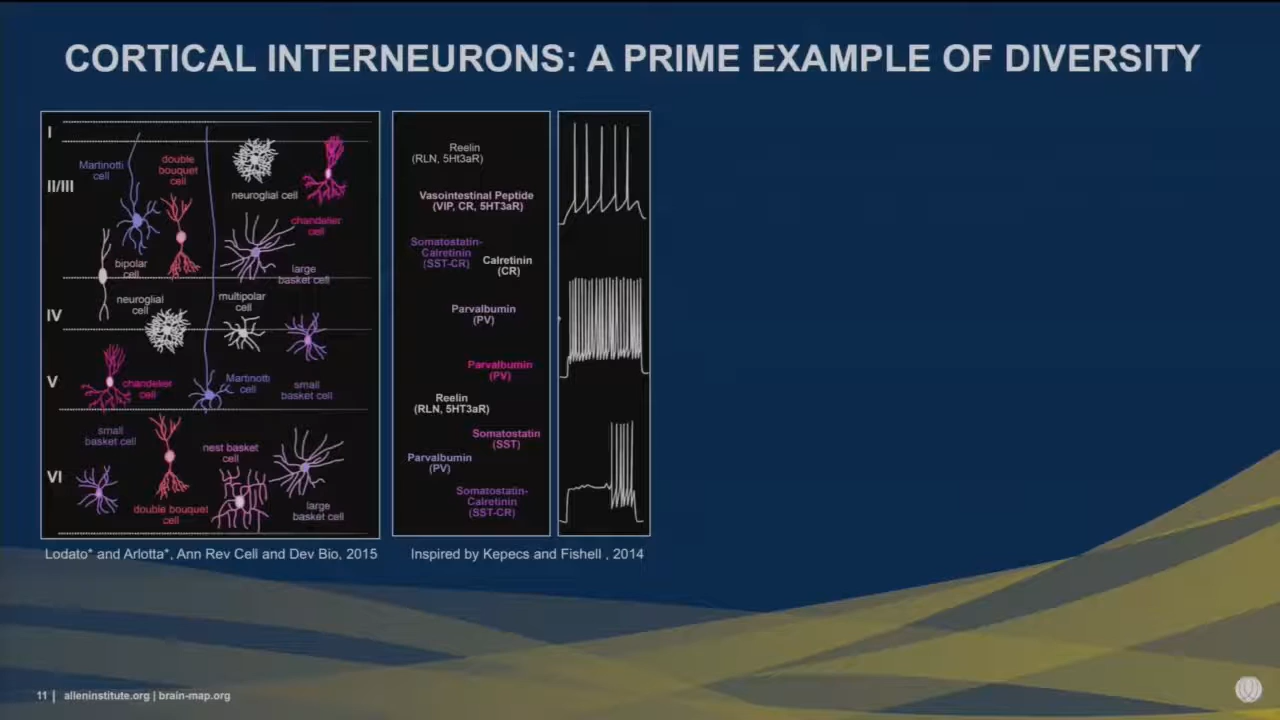 CORTICAL INTERNEURONS: A PRIME EXAMPLE OF DIVERSITY
I
II/III
IV
V
VI
Martinotti
cell
double
bouquet
cell
neuroglial cell
chandelier
cell
bipolar
cell
large
basket cell
neuroglial
cell
multipolar
cell
chandelier
cell
Martinotti
cell
small
basket cell
small
basket cell
nest basket
cell
double bouquet
cell
large
basket cell
Reelin
(RLN, 5Ht3aR)
Vasointestinal Peptide
(VIP, CR, 5HT3aR)
Somatostatin-
Calretinin
(SST-CR)
Calretinin
(CR)
Parvalbumin
(PV)
Parvalbumin
(PV)
Reelin
(RLN, 5HT3aR)
Somatostatin
(SST)
Parvalbumin
(PV)
Somatostatin-
Calretinin
(SST-CR)
Lodato* and Arlotta*, Ann Rev Cell and Dev Bio, 2015
Inspired by Kepecs and Fishell , 2014
11 | alleninstitute.org | brain-map.org